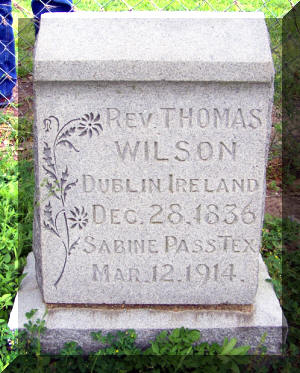 REV. THOMAS
WILSON
DUBLIN IRELAND
DEC. 28. 1836
SABINE PASS TEX
MAR. 12. 1914.